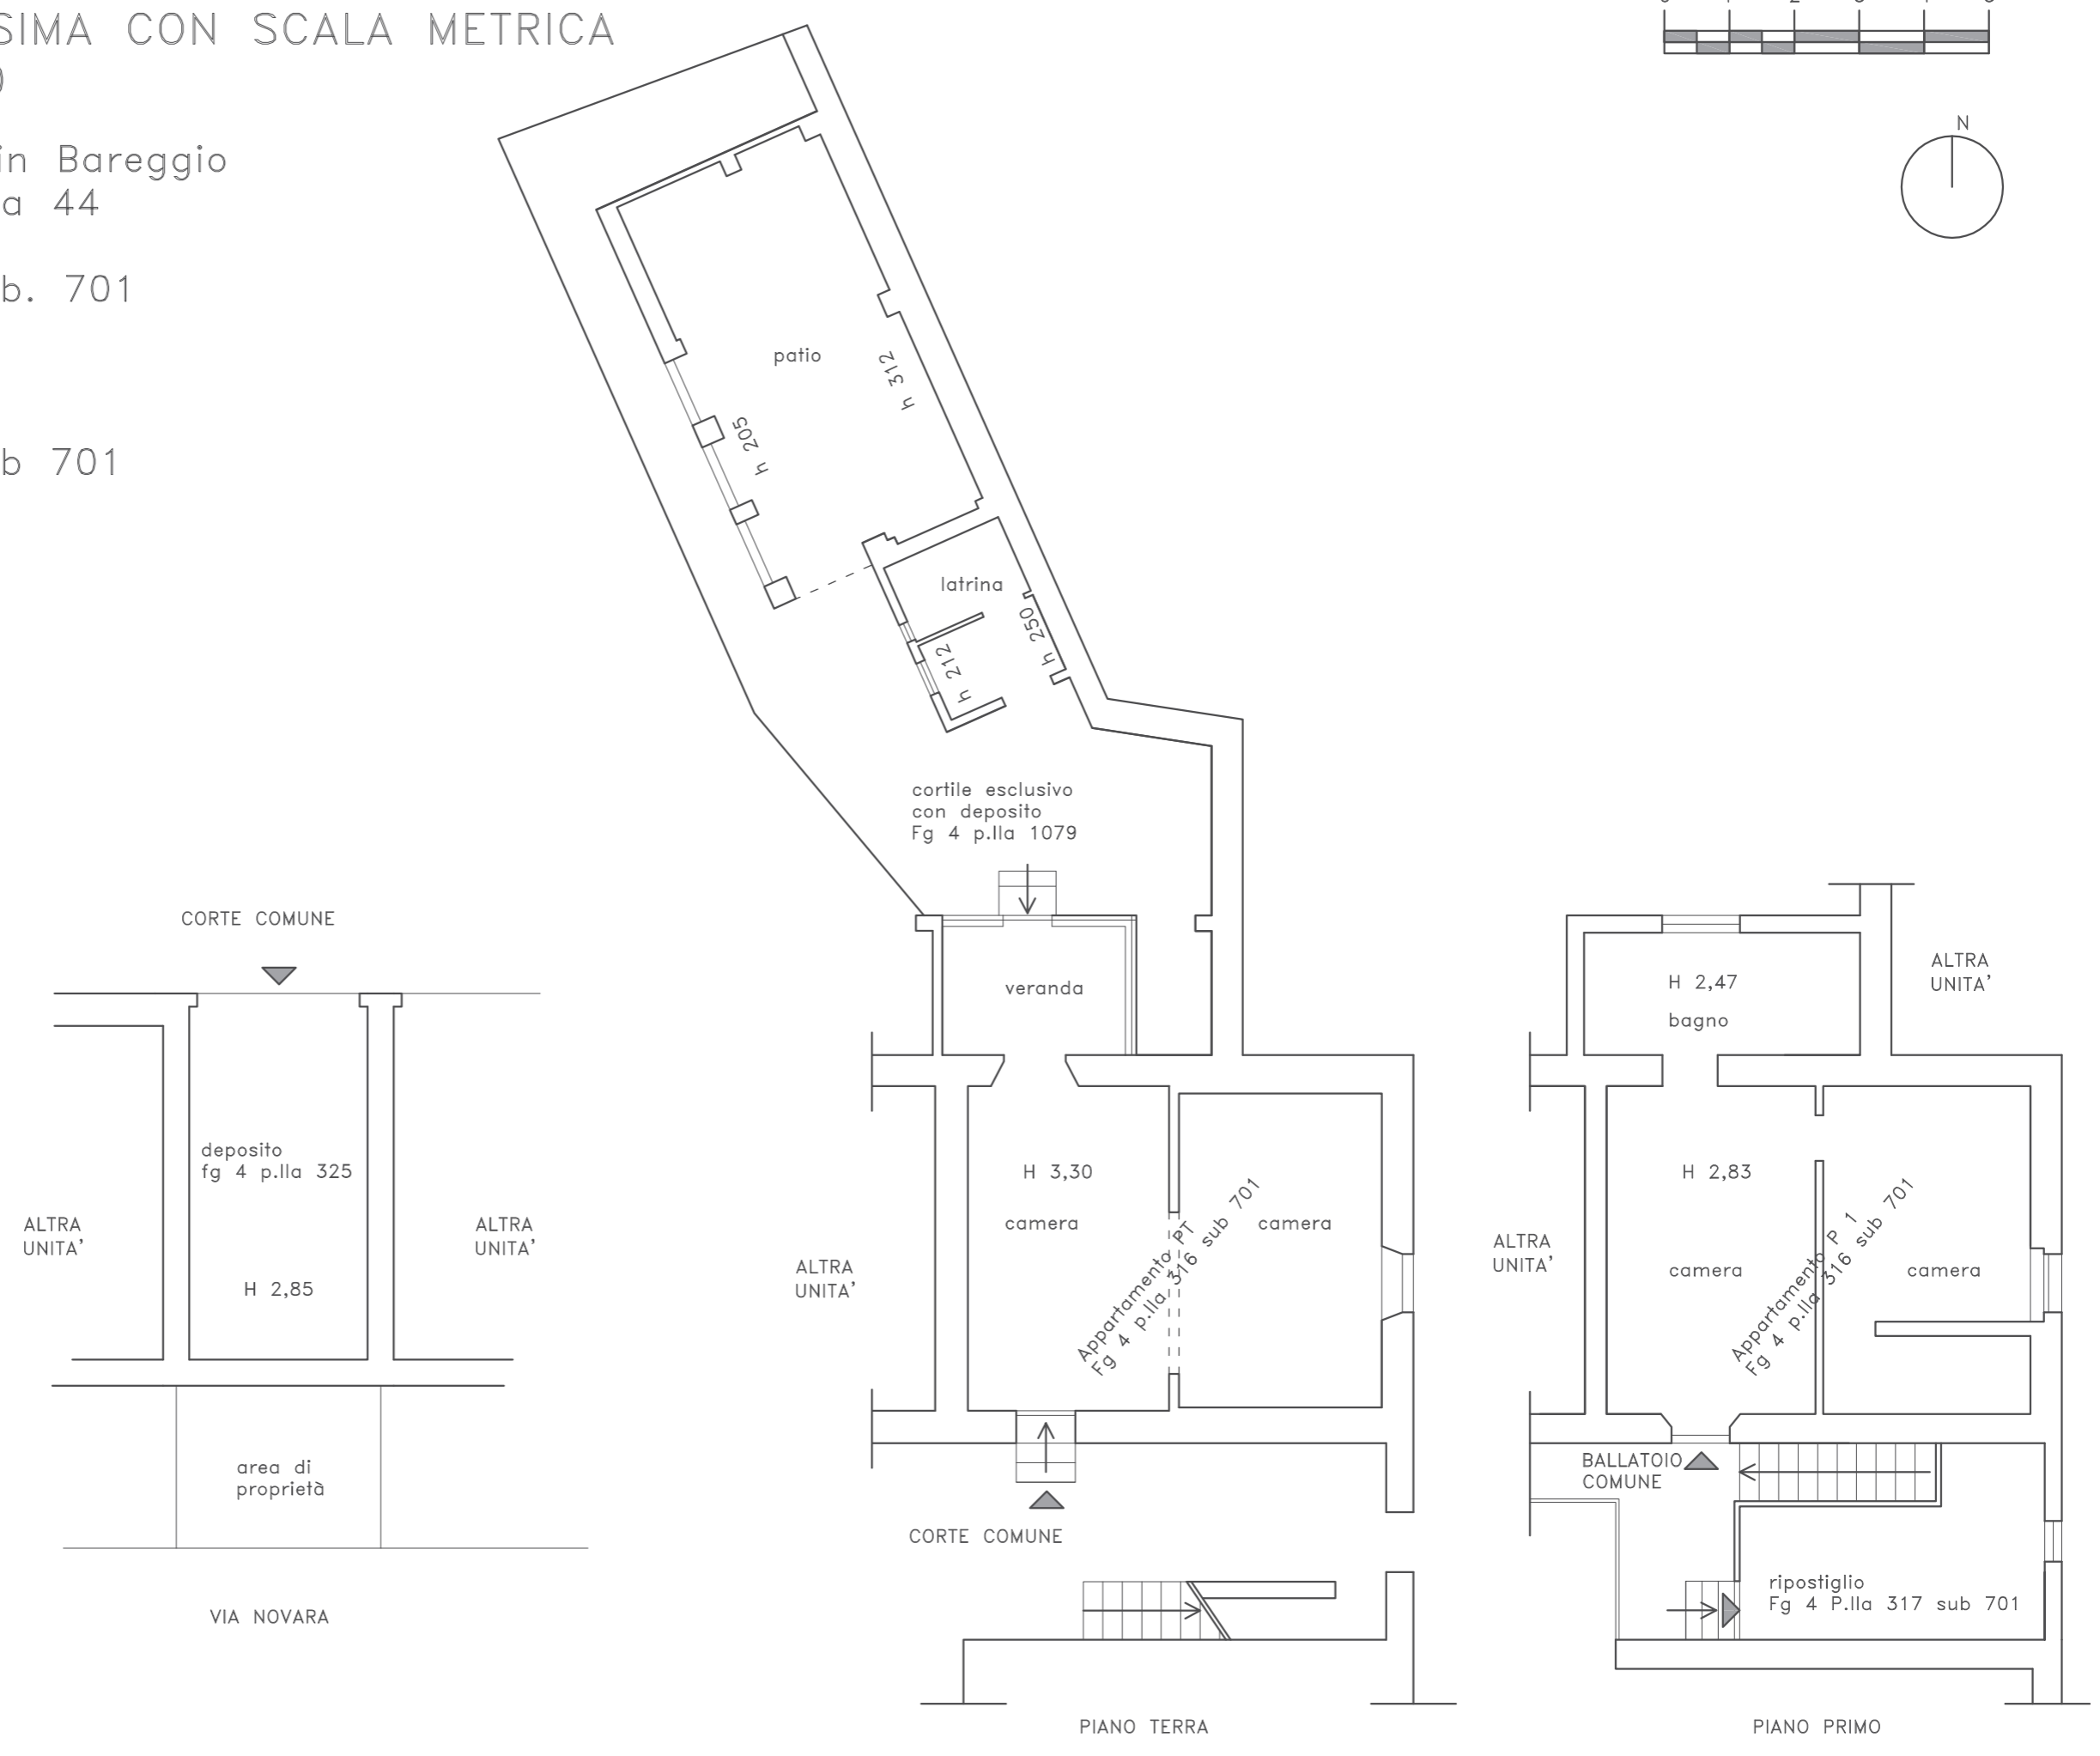 SIMA CON SCALA METRICA
in Bareggio
a 44
b. 701
b 701
N
patio
h 312
h 205
latrina
h 250
h 212
cortile esclusivo
con deposito
Fg 4 p.lla 1079
CORTE COMUNE
deposito
fg 4 p.lla 325
ALTRA
UNITA'
ALTRA
UNITA'
H 2,85
area di
proprietà
VIA NOVARA
veranda
H 3,30
camera
camera
Appartamento PT
Fg 4 p.lla 316 sub 701
ALTRA
UNITA'
CORTE COMUNE
PIANO TERRA
H 2,47
bagno
ALTRA
UNITA'
H 2,83
camera
camera
Appartamento P 1
Fg 4 p.lla 316 sub 701
ALTRA
UNITA'
BALLATOIO
COMUNE
ripostiglio
Fg 4 P.lla 317 sub 701
PIANO PRIMO